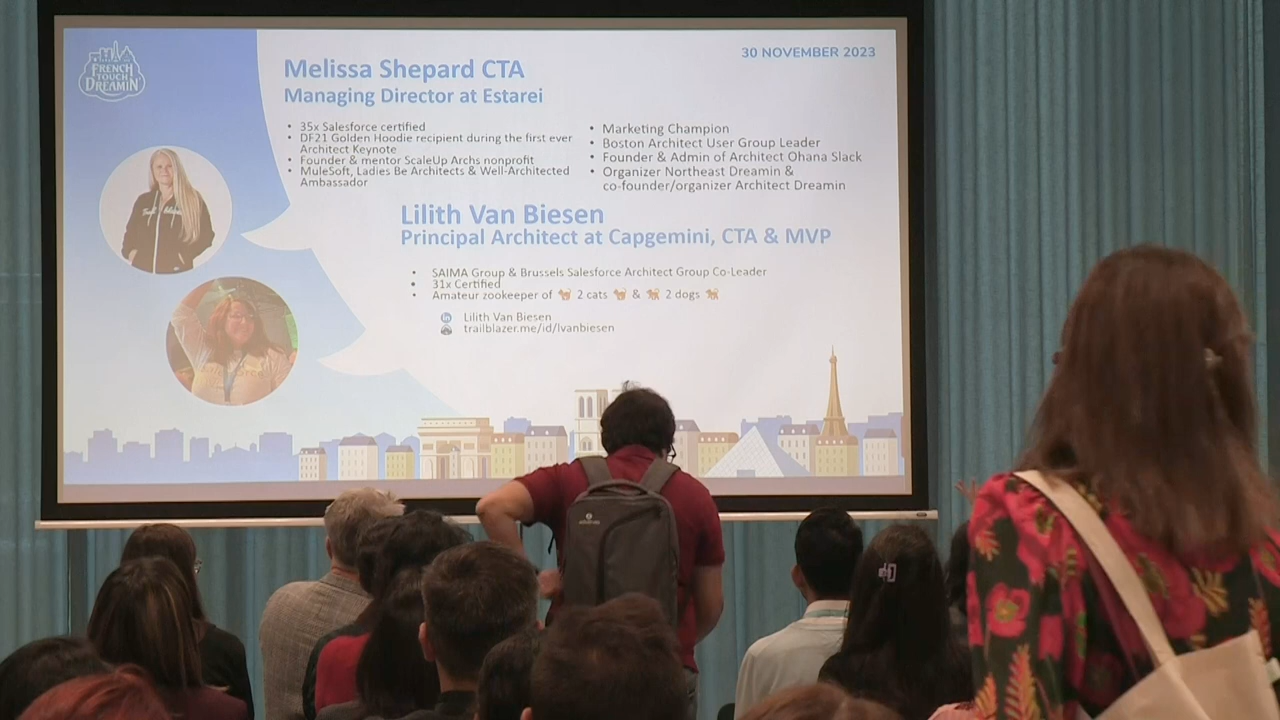 FRENCH
TOUCH
DREAMIN
30 NOVEMBER 2023
Melissa Shepard CTA
Managing Director at Estarei
• 35x Salesforce certified
• DF21 Golden Hoodie recipient during the first ever
Architect Keynote
• Founder & mentor ScaleUp Archs nonprofit
• MuleSoft, Ladies Be Architects & Well-Architected
Ambassador
• Marketing Champion
• Boston Architect User Group Leader
• Founder & Admin of Architect Ohana Slack
• Organizer Northeast Dreamin &
co-founder/organizer Architect Dreamin
Lilith Van Biesen
Principal Architect at Capgemini, CTA & MVP
• SAIMA Group & Brussels Salesforce Architect Group Co-Leader
• 31x Certified
• Amateur zookeeper of 🐈 2 cats 🐈 & 🐕 2 dogs 🐕
in Lilith Van Biesen
trailblazer.me/id/lvanbiesen